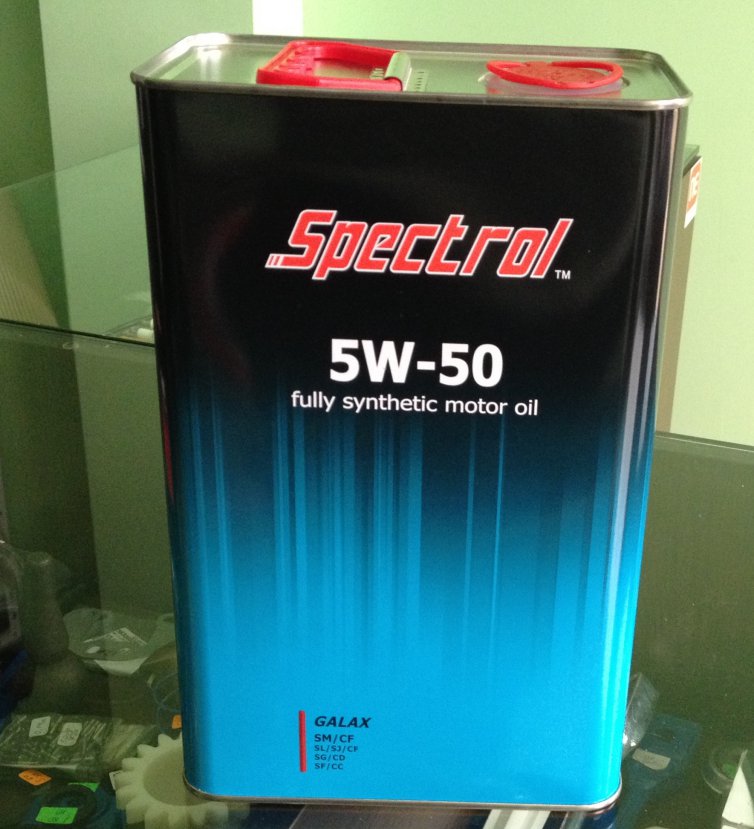 Spectrol™
5W-50
fully synthetic motor oil
GALAX
SM/CF
SL/SJ/CF
SG/CD
SF/CC